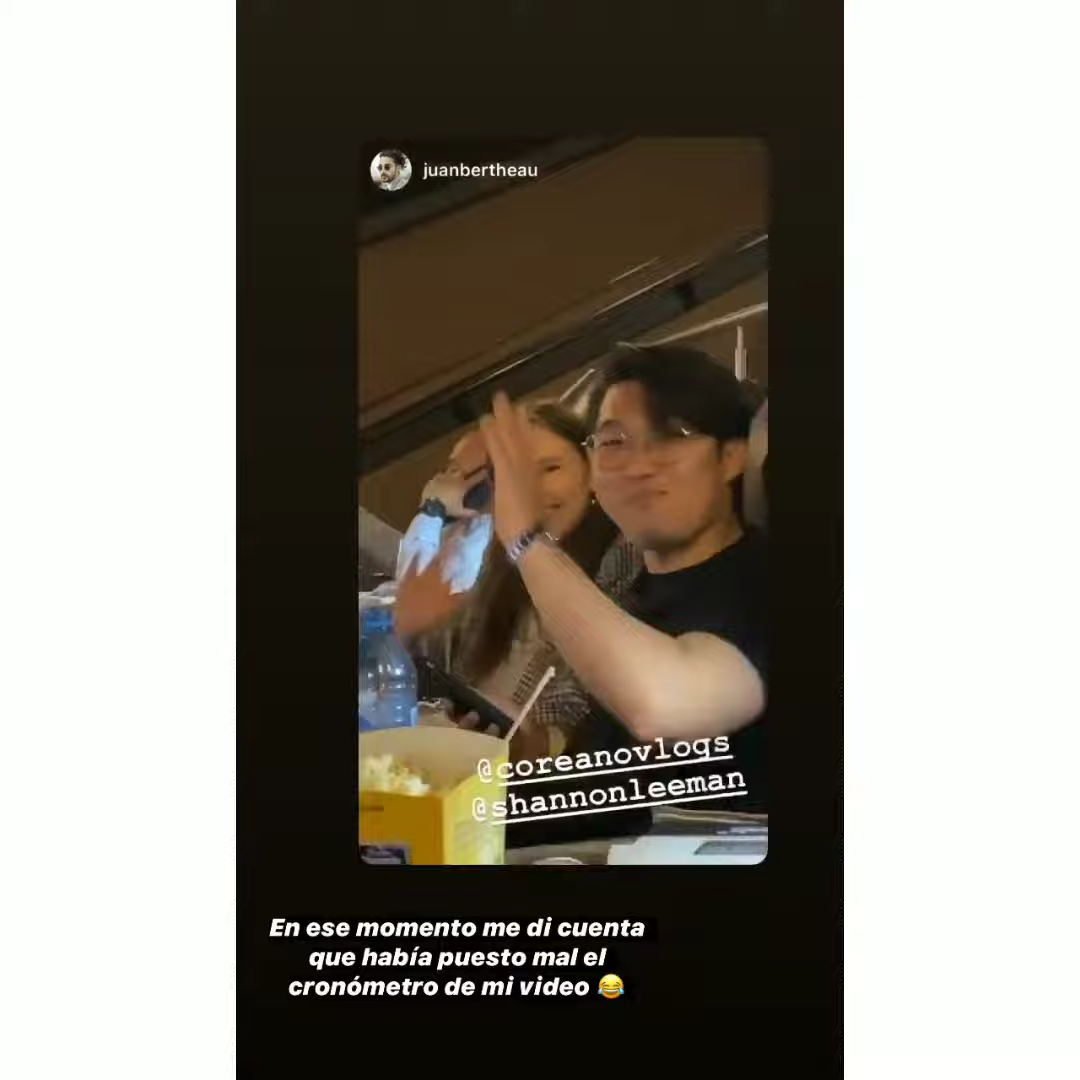 juanbertheau
@coreanovlogs
@shannonleeman
En ese momento me di cuenta
que había puesto mal el
cronómetro de mi video 😂